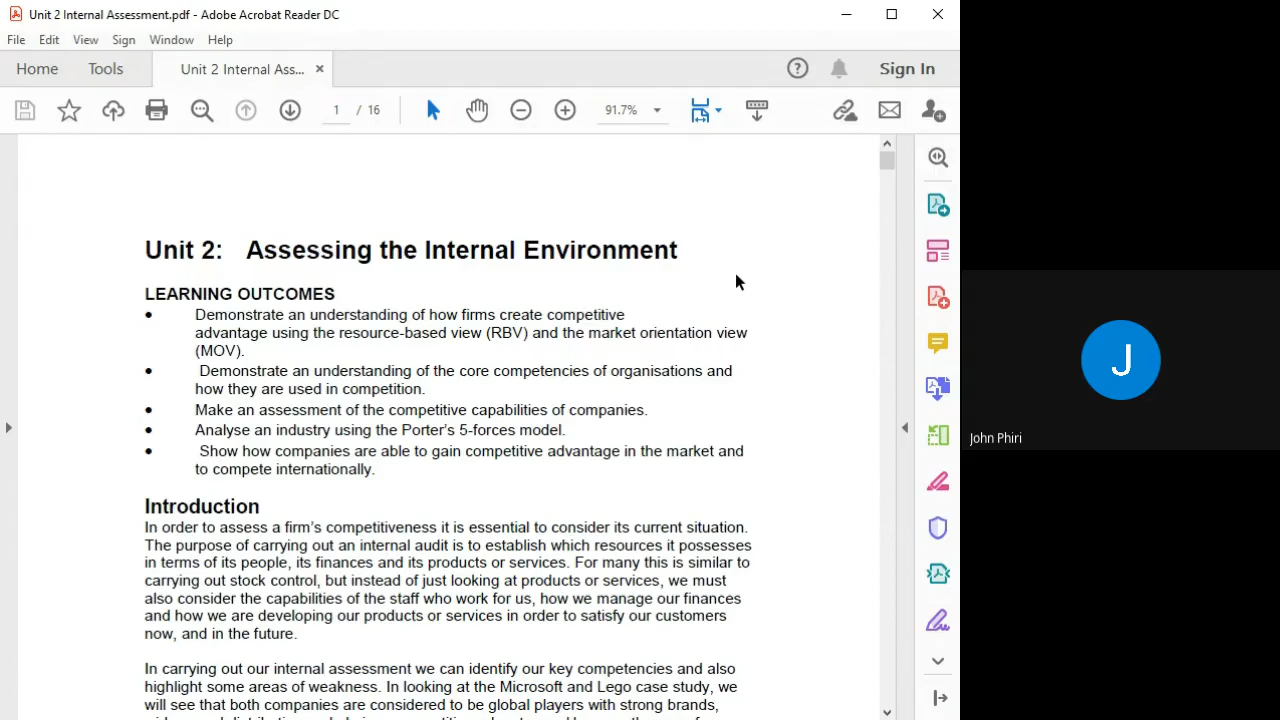 Unit 2 Internal Assessment.pdf - Adobe Acrobat Reader DC
File Edit View Sign Window Help
Home Tools Unit 2 Internal Ass... × Sign In
1 / 16 91.7%
Unit 2: Assessing the Internal Environment
LEARNING OUTCOMES
• Demonstrate an understanding of how firms create competitive
advantage using the resource-based view (RBV) and the market orientation view
(MOV).
• Demonstrate an understanding of the core competencies of organisations and
how they are used in competition.
• Make an assessment of the competitive capabilities of companies.
• Analyse an industry using the Porter's 5-forces model.
• Show how companies are able to gain competitive advantage in the market and
to compete internationally.
Introduction
In order to assess a firm's competitiveness it is essential to consider its current situation.
The purpose of carrying out an internal audit is to establish which resources it possesses
in terms of its people, its finances and its products or services. For many this is similar to
carrying out stock control, but instead of just looking at products or services, we must
also consider the capabilities of the staff who work for us, how we manage our finances
and how we are developing our products or services in order to satisfy our customers
now, and in the future.
In carrying out our internal assessment we can identify our key competencies and also
highlight some areas of weakness. In looking at the Microsoft and Lego case study, we
will see that both companies are considered to be global players with strong brands,
J
John Phiri